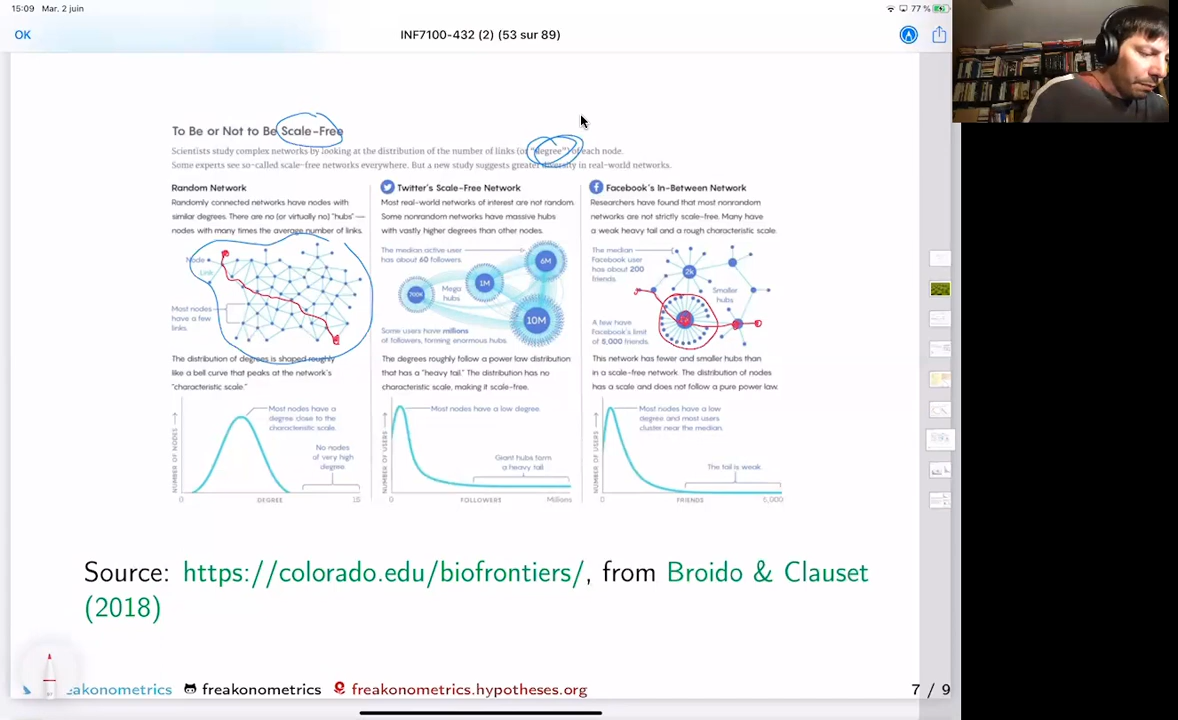 15:09 Mar. 2 juin
77 %
OK
INF7100-432 (2) (53 sur 89)
To Be or Not to Be Scale-Free
Scientists study complex networks by looking at the distribution of the number of links (or "degree") of each node.
Some experts see so-called scale-free networks everywhere. But a new study suggests greater diversity in real-world networks.
Random Network
Randomly connected networks have nodes with
similar degrees. There are no (or virtually no) "hubs" —
nodes with many times the average number of links.
Node
Link
Most nodes
have a few
links.
The distribution of degrees is shaped roughly
like a bell curve that peaks at the network's
"characteristic scale."
Most nodes have a
degree close to the
characteristic scale.
No nodes
of very high
degree
NUMBER OF NODES
0
DEGREE
15
Twitter's Scale-Free Network
Most real-world networks of interest are not random.
Some nonrandom networks have massive hubs
with vastly higher degrees than other nodes.
The median active user
has about 60 followers.
6M
Mega
hubs
1M
700K
10M
Some users have millions
of followers, forming enormous hubs.
The degrees roughly follow a power law distribution
that has a "heavy tail." The distribution has no
characteristic scale, making it scale-free.
Most nodes have a low degree.
Giant hubs form
a heavy tail
NUMBER OF USERS
0
FOLLOWERS
Millions
Facebook's In-Between Network
Researchers have found that most nonrandom
networks are not strictly scale-free. Many have
a weak heavy tail and a rough characteristic scale.
The median
Facebook user
has about 200
friends.
2k
Smaller
hubs
A few have
Facebook's limit
of 5,000 friends.
This network has fewer and smaller hubs than
in a scale-free network. The distribution of nodes
has a scale and does not follow a pure power law.
Most nodes have a low
degree and most users
cluster near the median.
The tail is weak
NUMBER OF USERS
0
FRIENDS
5,000
Source: https://colorado.edu/biofrontiers/, from Broido & Clauset
(2018)
akonometrics freakonometrics freakonometrics.hypotheses.org
7 / 9